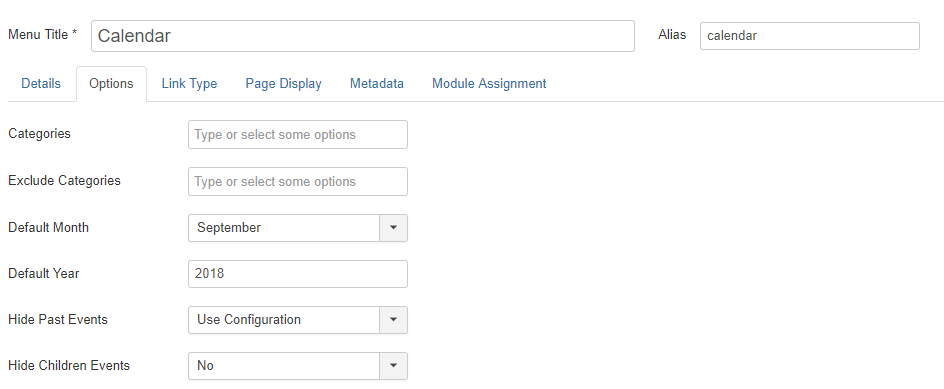 Menu Title * Calendar Alias calendar
Details Options Link Type Page Display Metadata Module Assignment
Categories Type or select some options
Exclude Categories Type or select some options
Default Month September
Default Year 2018
Hide Past Events Use Configuration
Hide Children Events No